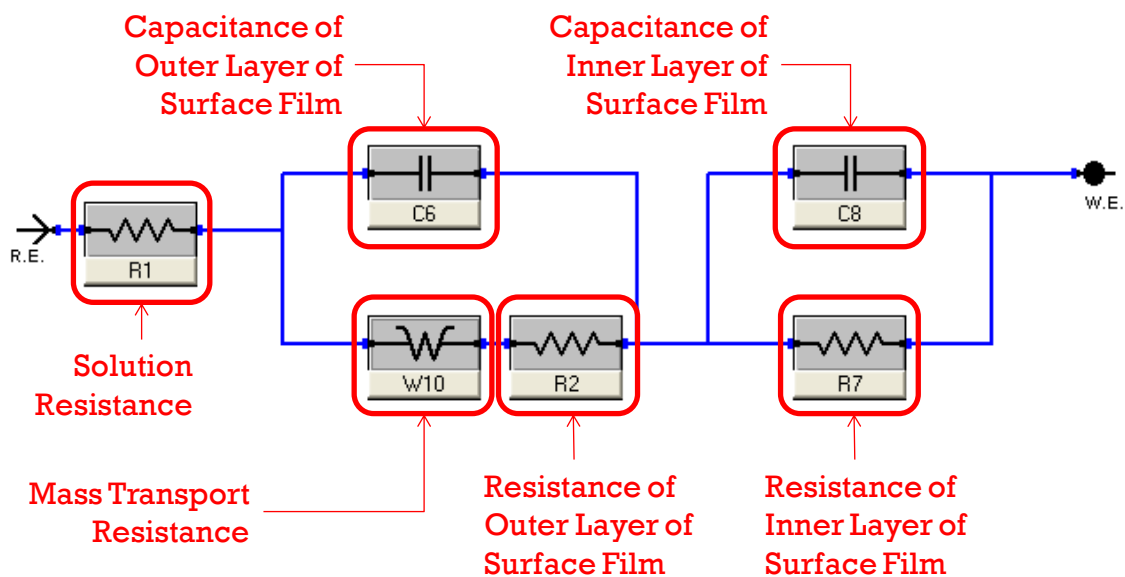 Capacitance of
Outer Layer of
Surface Film
Capacitance of
Inner Layer of
Surface Film
C6
C8
R.E.
W.E.
R1
W10
R2
R7
Solution
Resistance
Mass Transport
Resistance
Resistance of
Outer Layer of
Surface Film
Resistance of
Inner Layer of
Surface Film